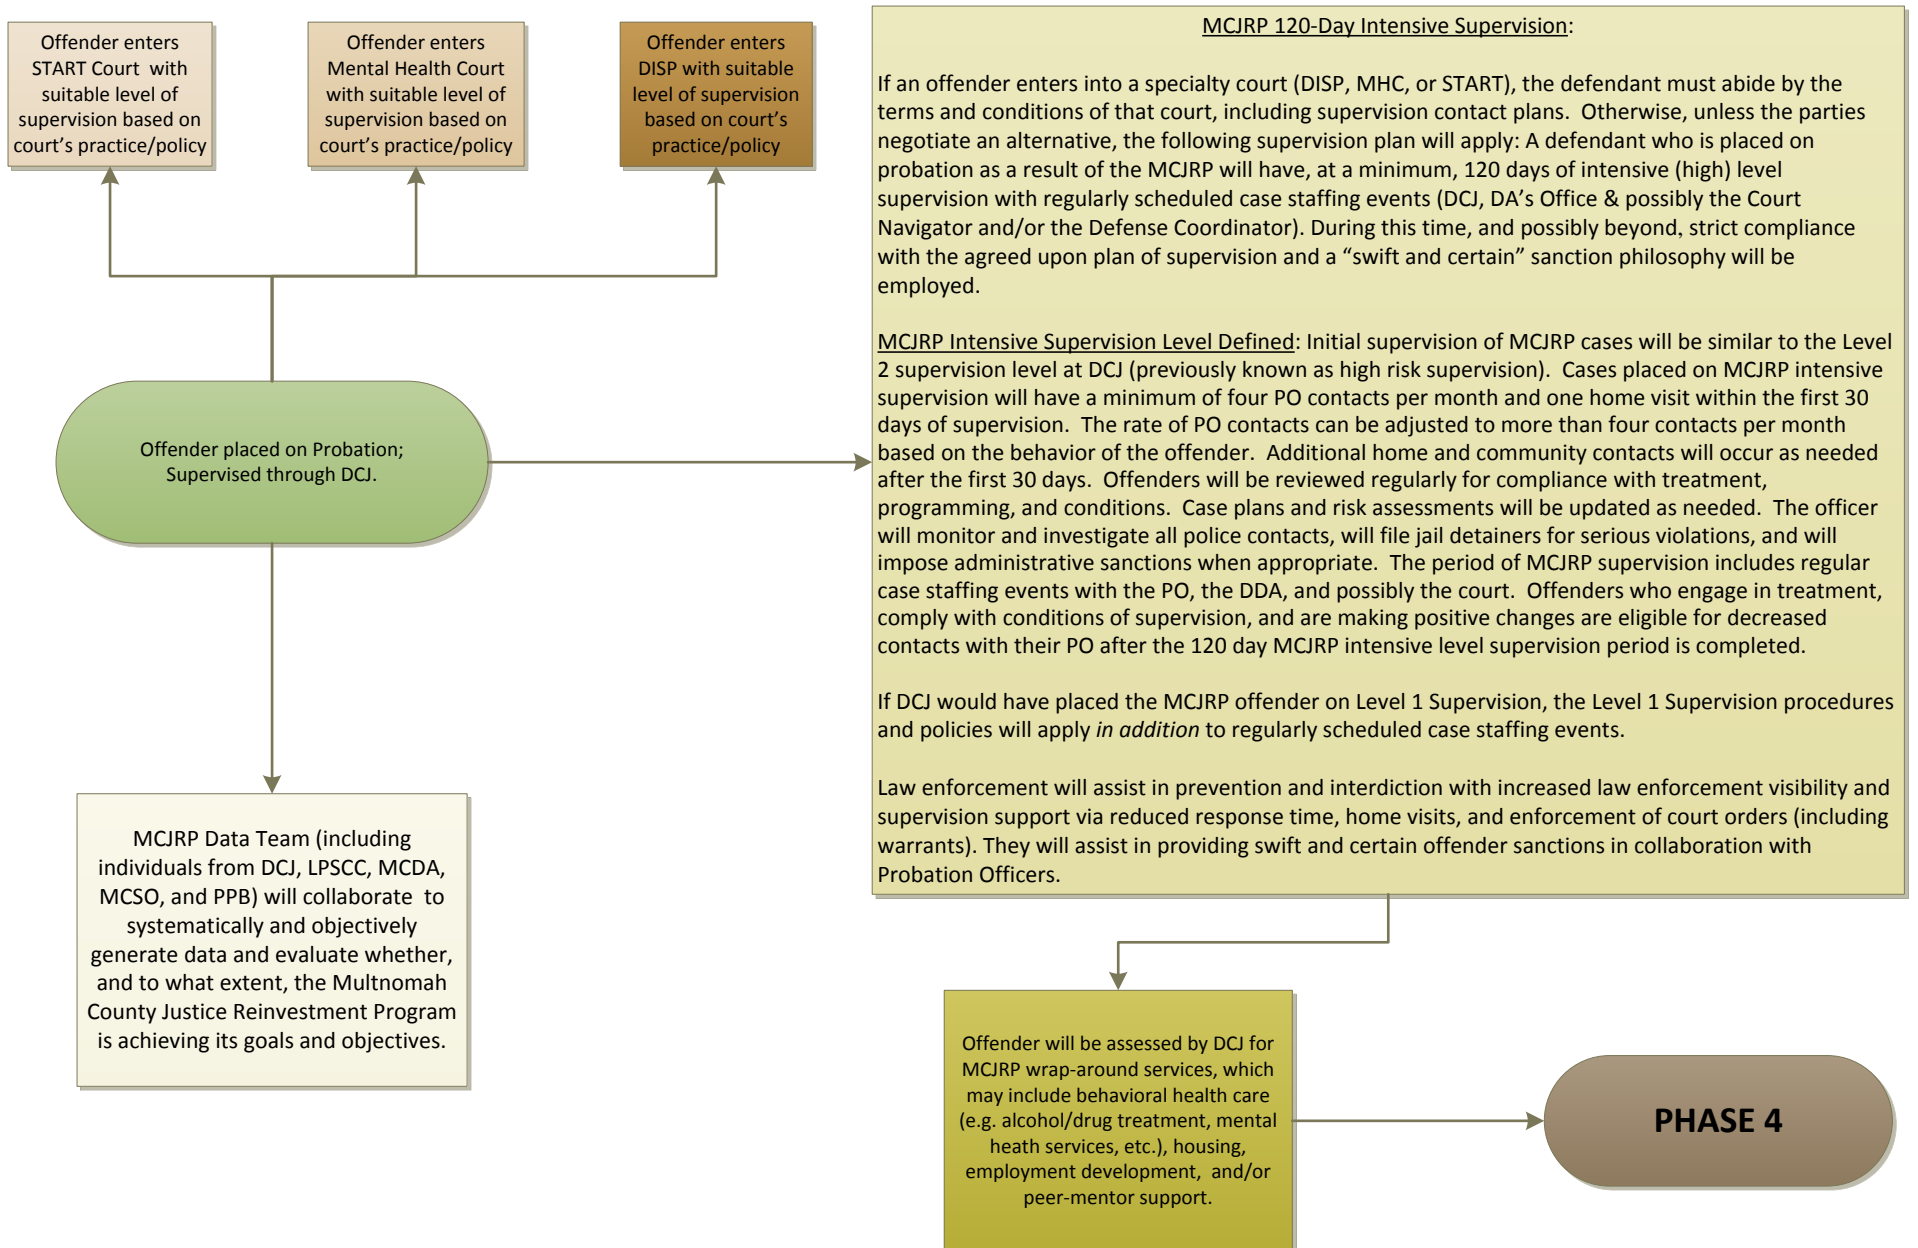 Offender enters
START Court  with
suitable level of
supervision based on
court’s practice/policy
Offender enters
Mental Health Court
with suitable level of
supervision based on
court’s practice/policy
Offender enters
DISP with suitable
level of supervision
based on court’s
practice/policy
MCJRP 120-Day Intensive Supervision:
If an offender enters into a specialty court (DISP, MHC, or START), the defendant must abide by the
terms and conditions of that court, including supervision contact plans.  Otherwise, unless the parties
negotiate an alternative, the following supervision plan will apply: A defendant who is placed on
probation as a result of the MCJRP will have, at a minimum, 120 days of intensive (high) level
supervision with regularly scheduled case staffing events (DCJ, DA’s Office & possibly the Court
Navigator and/or the Defense Coordinator). During this time, and possibly beyond, strict compliance
with the agreed upon plan of supervision and a “swift and certain” sanction philosophy will be
employed.
MCJRP Intensive Supervision Level Defined: Initial supervision of MCJRP cases will be similar to the Level
2 supervision level at DCJ (previously known as high risk supervision).  Cases placed on MCJRP intensive
supervision will have a minimum of four PO contacts per month and one home visit within the first 30
days of supervision.  The rate of PO contacts can be adjusted to more than four contacts per month
based on the behavior of the offender.  Additional home and community contacts will occur as needed
after the first 30 days.  Offenders will be reviewed regularly for compliance with treatment,
programming, and conditions.  Case plans and risk assessments will be updated as needed.  The officer
will monitor and investigate all police contacts, will file jail detainers for serious violations, and will
impose administrative sanctions when appropriate.  The period of MCJRP supervision includes regular
case staffing events with the PO, the DDA, and possibly the court.  Offenders who engage in treatment,
comply with conditions of supervision, and are making positive changes are eligible for decreased
contacts with their PO after the 120 day MCJRP intensive level supervision period is completed.
If DCJ would have placed the MCJRP offender on Level 1 Supervision, the Level 1 Supervision procedures
and policies will apply in addition to regularly scheduled case staffing events.
Law enforcement will assist in prevention and interdiction with increased law enforcement visibility and
supervision support via reduced response time, home visits, and enforcement of court orders (including
warrants). They will assist in providing swift and certain offender sanctions in collaboration with
Probation Officers.
Offender placed on Probation;
Supervised through DCJ.
MCJRP Data Team (including
individuals from DCJ, LPSCC, MCDA,
MCSO, and PPB) will collaborate  to
systematically and objectively
generate data and evaluate whether,
and to what extent, the Multnomah
County Justice Reinvestment Program
is achieving its goals and objectives.
Offender will be assessed by DCJ for
MCJRP wrap-around services, which
may include behavioral health care
(e.g. alcohol/drug treatment, mental
heath services, etc.), housing,
employment development,  and/or
peer-mentor support.
PHASE 4